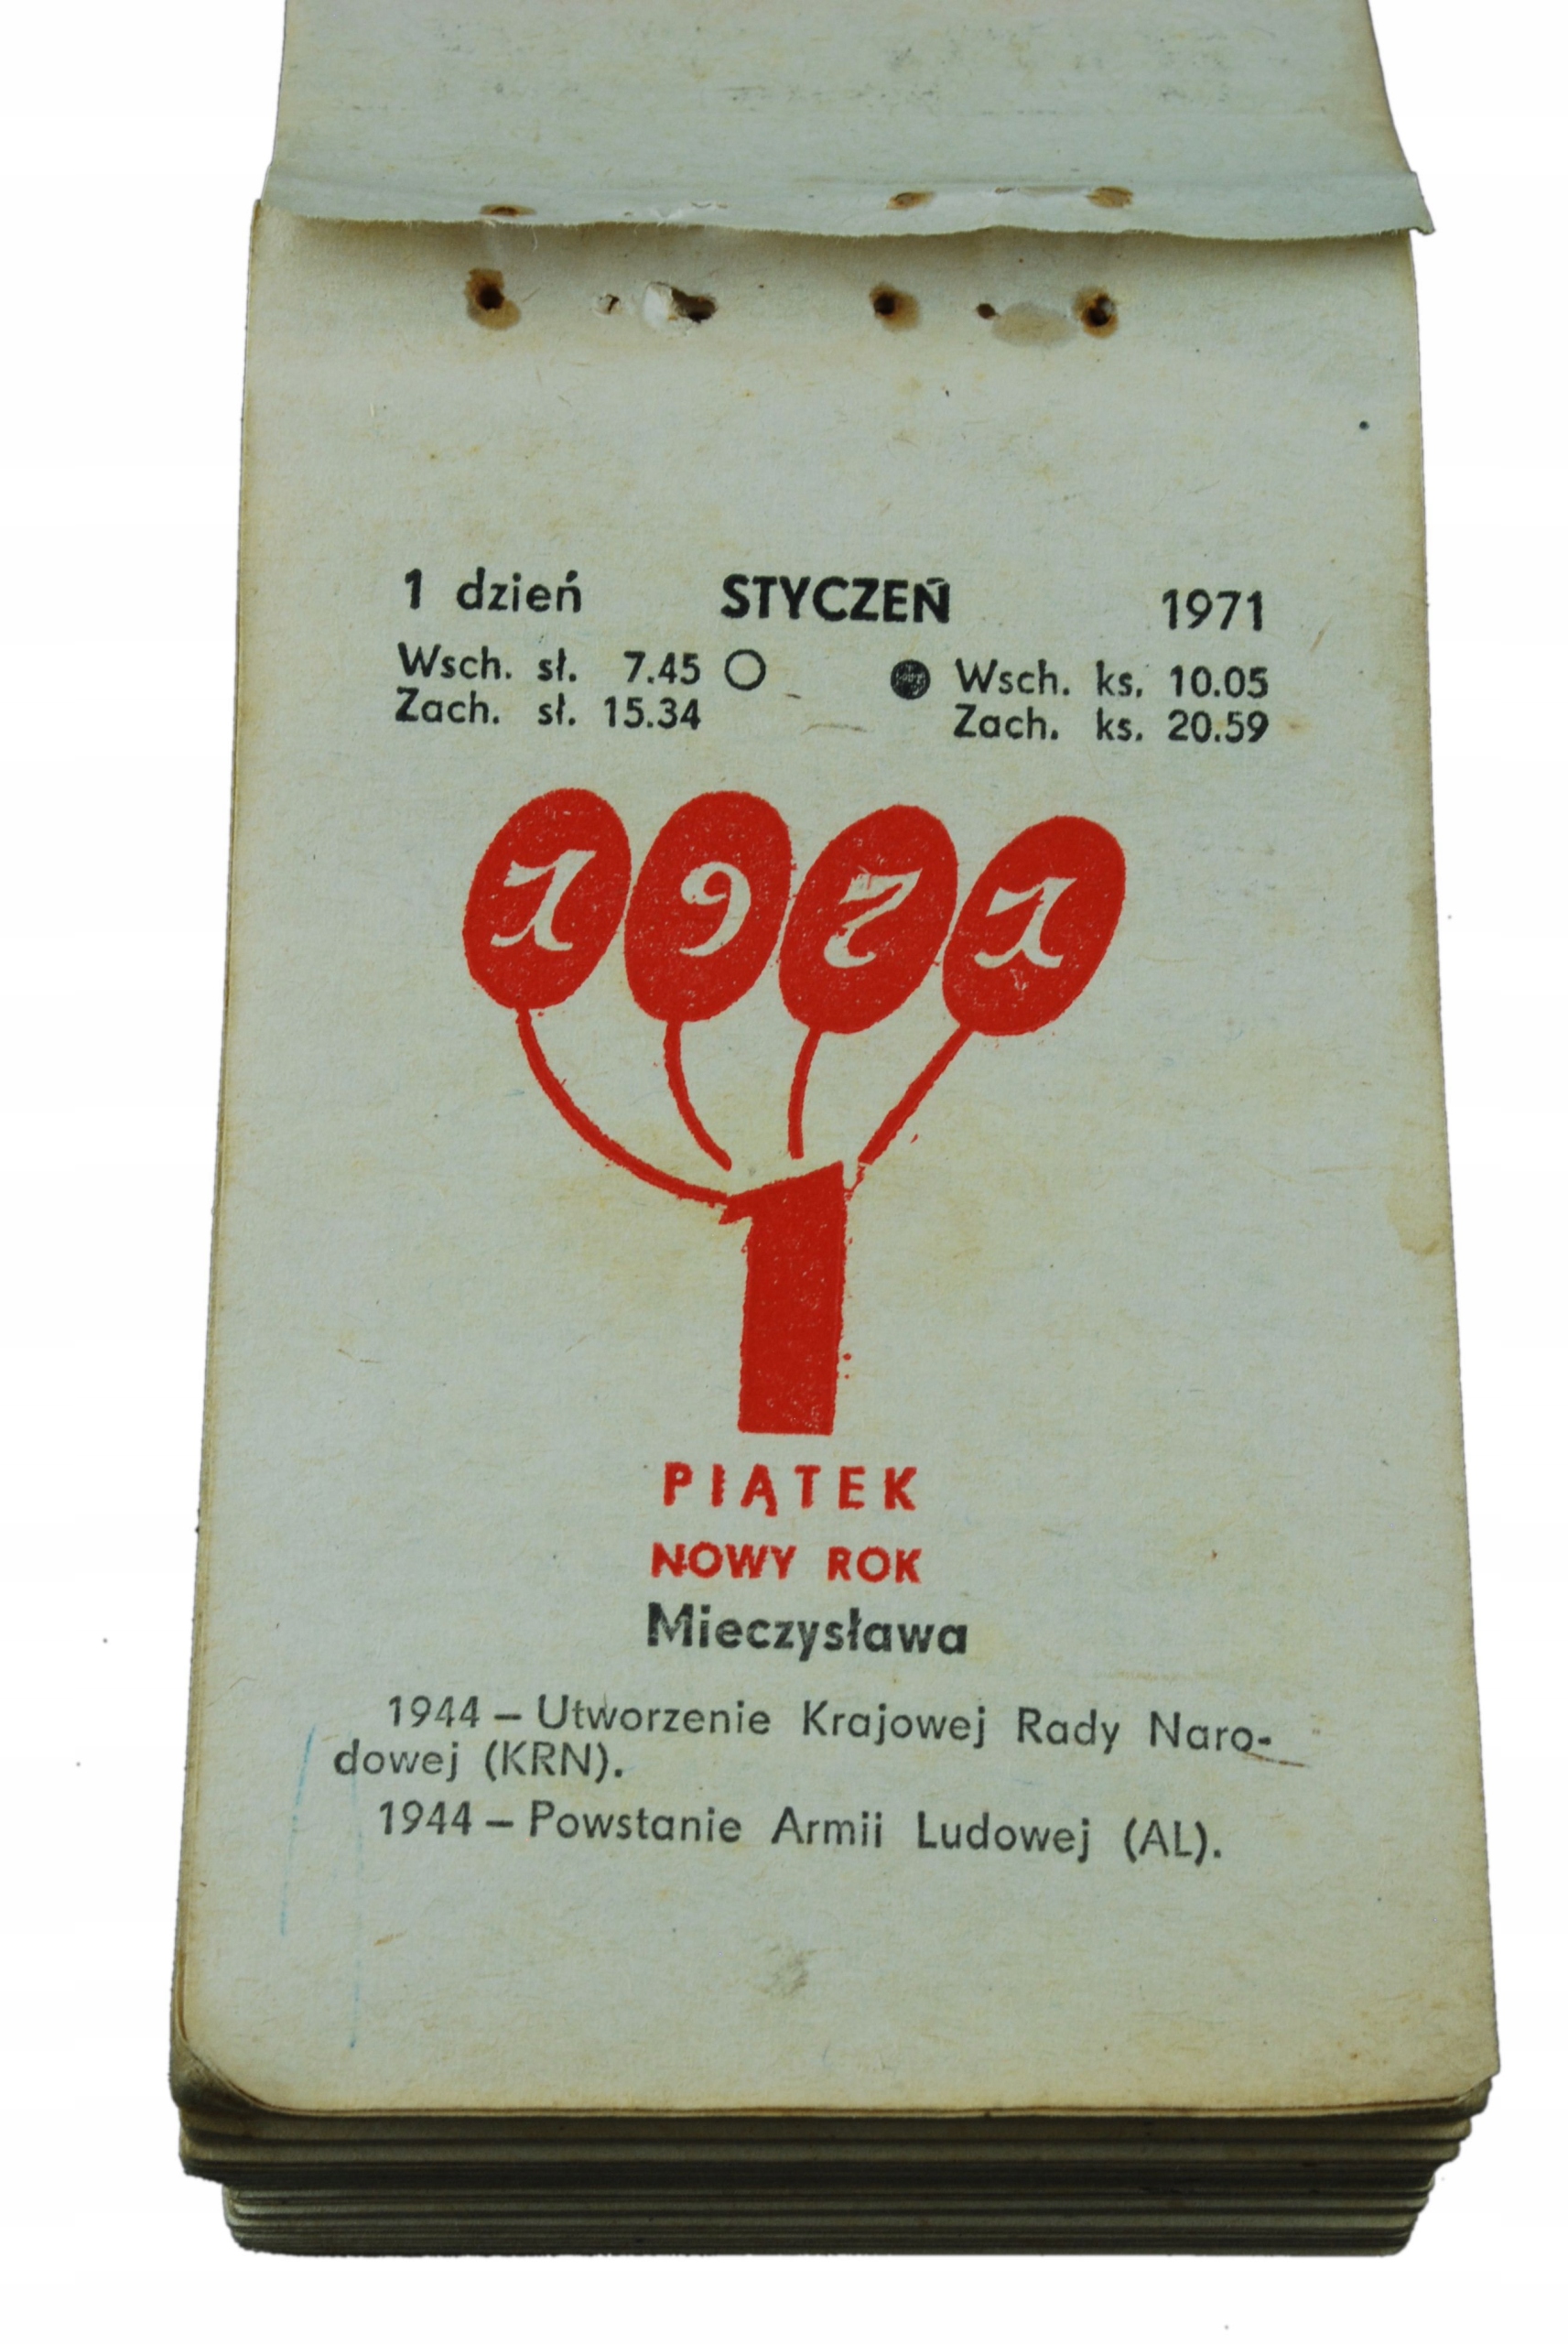 1 dzień STYCZEŃ 1971
Wsch. sł. 7.45 Wsch. ks. 10.05
Zach. sł. 15.34 Zach. ks. 20.59
1971
1
PIĄTEK
NOWY ROK
Mieczysława
1944 – Utworzenie Krajowej Rady Naro-
dowej (KRN).
1944 – Powstanie Armii Ludowej (AL).